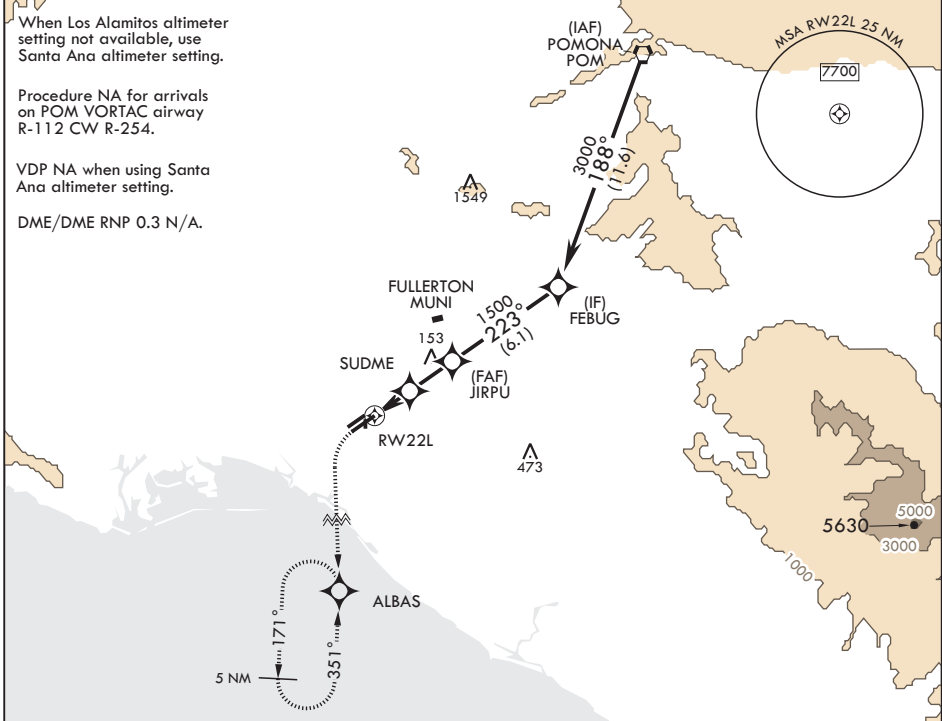 When Los Alamitos altimeter
setting not available, use
Santa Ana altimeter setting.
Procedure NA for arrivals
on POM VORTAC airway
R-112 CW R-254.
VDP NA when using Santa
Ana altimeter setting.
DME/DME RNP 0.3 N/A.
(IAF)
POMONA
POM
MSA RW22L 25 NM
7700
3000
188°
(11.6)
1549
FULLERTON
MUNI
(IF)
FEBUG
1500
223°
(6.1)
153
SUDME
(FAF)
JIRPU
RW22L
473
5630
5000
3000
1000
ALBAS
171°
351°
5 NM